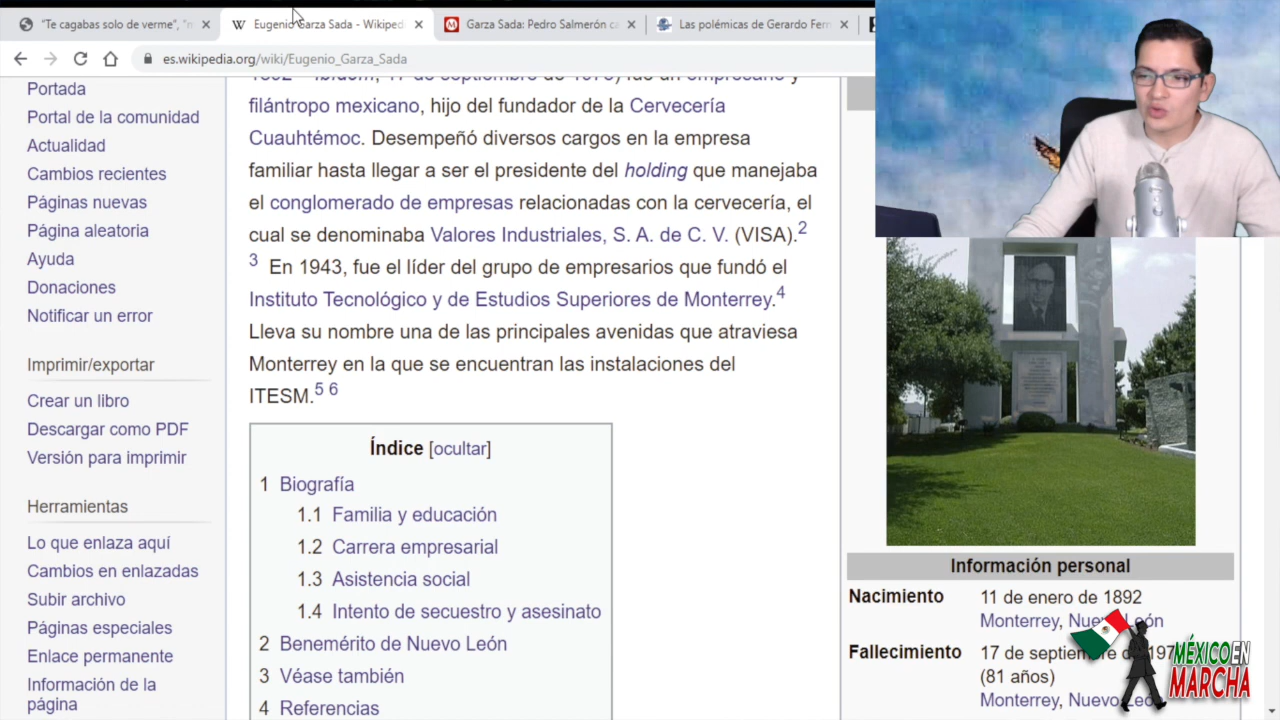 "Te cagabas solo de verme", "n
Eugenio Garza Sada - Wikiped
Garza Sada: Pedro Salmerón ca
Las polémicas de Gerardo Fern
es.wikipedia.org/wiki/Eugenio_Garza_Sada
Portada
Portal de la comunidad
Actualidad
Cambios recientes
Páginas nuevas
Página aleatoria
Ayuda
Donaciones
Notificar un error
Imprimir/exportar
Crear un libro
Descargar como PDF
Versión para imprimir
Herramientas
Lo que enlaza aquí
Cambios en enlazadas
Subir archivo
Páginas especiales
Enlace permanente
Información de la
página
filántropo mexicano, hijo del fundador de la Cervecería
Cuauhtémoc. Desempeñó diversos cargos en la empresa
familiar hasta llegar a ser el presidente del holding que manejaba
el conglomerado de empresas relacionadas con la cervecería, el
cual se denominaba Valores Industriales, S. A. de C. V. (VISA).2
3 En 1943, fue el líder del grupo de empresarios que fundó el
Instituto Tecnológico y de Estudios Superiores de Monterrey.4
Lleva su nombre una de las principales avenidas que atraviesa
Monterrey en la que se encuentran las instalaciones del
ITESM.5 6
Índice [ocultar]
1 Biografía
1.1 Familia y educación
1.2 Carrera empresarial
1.3 Asistencia social
1.4 Intento de secuestro y asesinato
2 Benemérito de Nuevo León
3 Véase también
4 Referencias
Información personal
Nacimiento 11 de enero de 1892
Monterrey, Nuevo León
Fallecimiento 17 de septiembre de 197
(81 años)
Monterrey, Nuevo León
MÉXICO EN
MARCHA